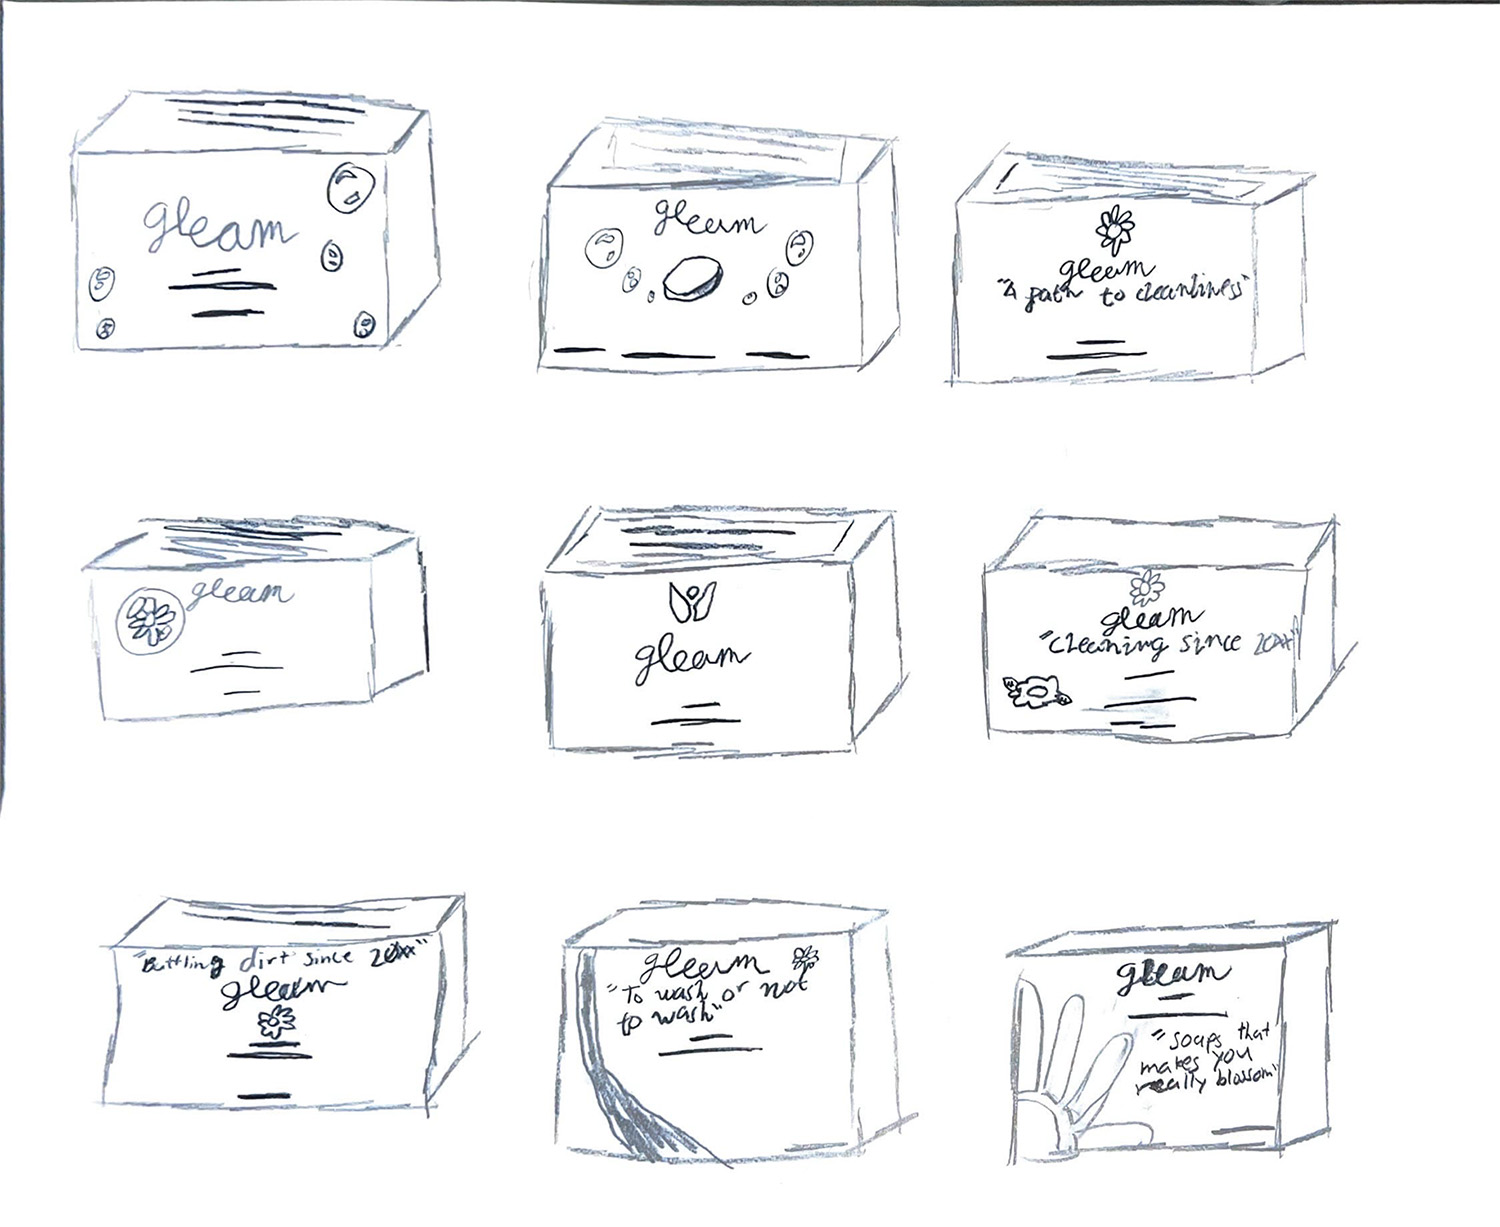 gleam
gleam
gleam
"A path to cleanliness"
gleam
gleam
gleam
"Cleaning since 20xx"
"Battling dirt since 20xx"
gleam
gleam
"To wash or not
to wash"
gleam
"Soaps that
makes you
really blossom"